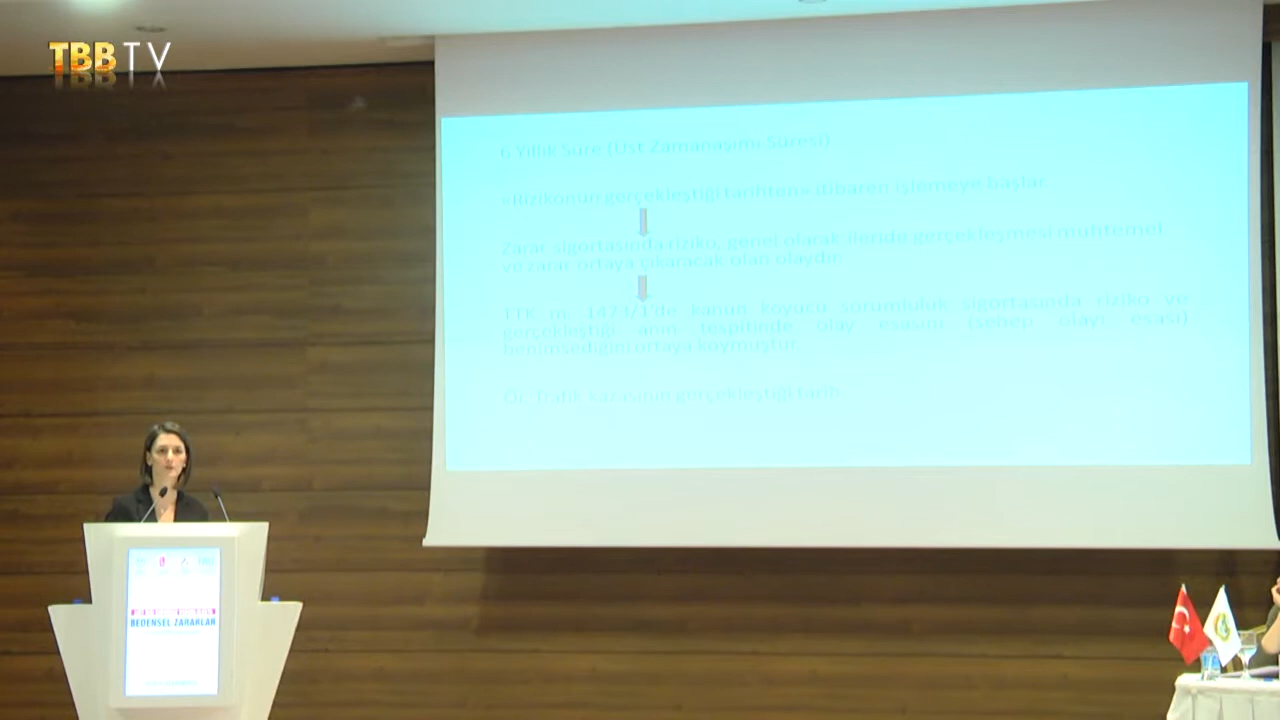 TBB TV
6 Yıllık Süre (Üst Zamanaşımı Süresi)
«Rizikonun gerçekleştiği tarihten» itibaren işlemeye başlar.
Zarar sigortasında riziko, genel olarak ileride gerçekleşmesi muhtemel
ve zarar ortaya çıkaracak olan olaydır.
TTK m. 1473/1'de kanun koyucu sorumluluk sigortasında riziko ve
gerçekleştiği anın tespitinde olay esasını (sebep olayı esası)
benimsediğini ortaya koymuştur.
Ör. Trafik kazasının gerçekleştiği tarih
BEDENSEL ZARARLAR